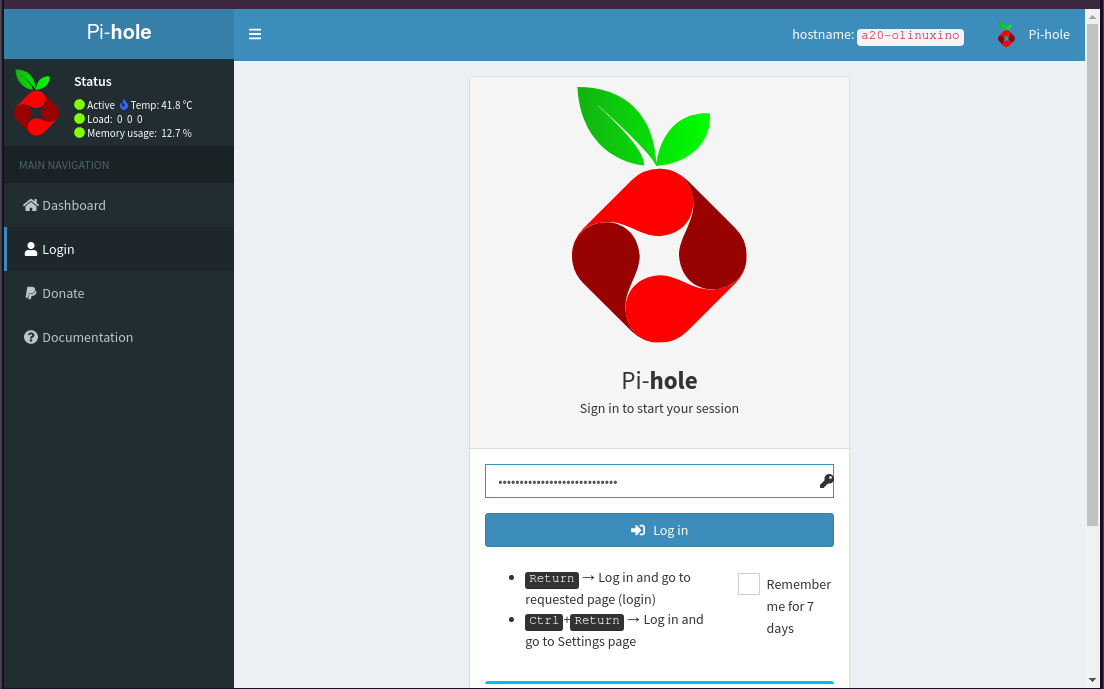 Pi-hole
hostname: a20-olinuxino
Pi-hole
Status
Active Temp: 41.8 °C
Load: 0 0 0
Memory usage: 12.7 %
MAIN NAVIGATION
Dashboard
Login
Donate
Documentation
Pi-hole
Sign in to start your session
••••••••••••••••••••••••••••
Log in
Return → Log in and go to
requested page (login)
Ctrl+Return → Log in and
go to Settings page
Remember
me for 7
days